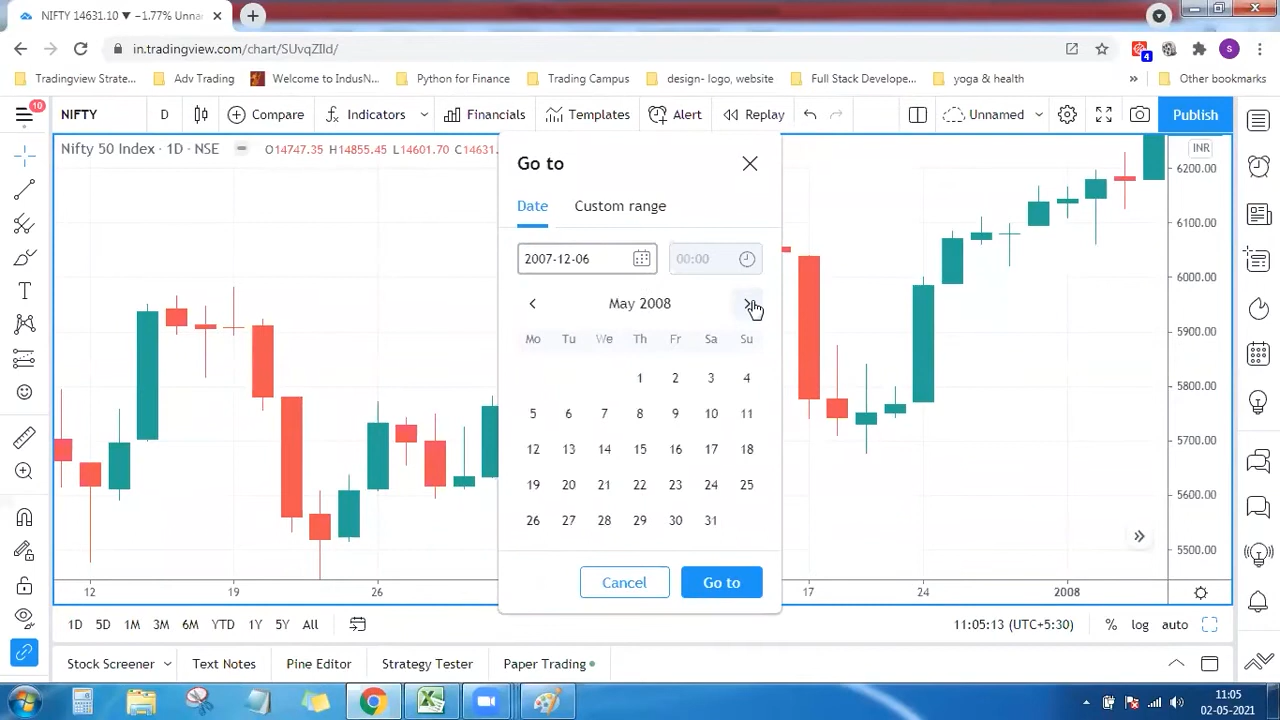 NIFTY 14631.10 ▼ −1.77% Unna
in.tradingview.com/chart/SUvqZIld/
4
S
Tradingview Strate...
Adv Trading
Welcome to IndusN...
Python for Finance
Trading Campus
design- logo, website
Full Stack Develope...
yoga & health
»
Other bookmarks
10
NIFTY
D
Compare
Indicators
Financials
Templates
Alert
Replay
Unnamed
Publish
Nifty 50 Index · 1D · NSE
O14747.35 H14855.45 L14601.70 C14631.
INR
Go to
Date
Custom range
2007-12-06
00:00
May 2008
Mo Tu We Th Fr Sa Su
1 2 3 4
5 6 7 8 9 10 11
12 13 14 15 16 17 18
19 20 21 22 23 24 25
26 27 28 29 30 31
Cancel
Go to
6200.00
6100.00
6000.00
5900.00
5800.00
5700.00
5600.00
5500.00
12 19 26 17 24 2008
1D 5D 1M 3M 6M YTD 1Y 5Y All
11:05:13 (UTC+5:30)
% log auto
Stock Screener
Text Notes
Pine Editor
Strategy Tester
Paper Trading
11:05
02-05-2021